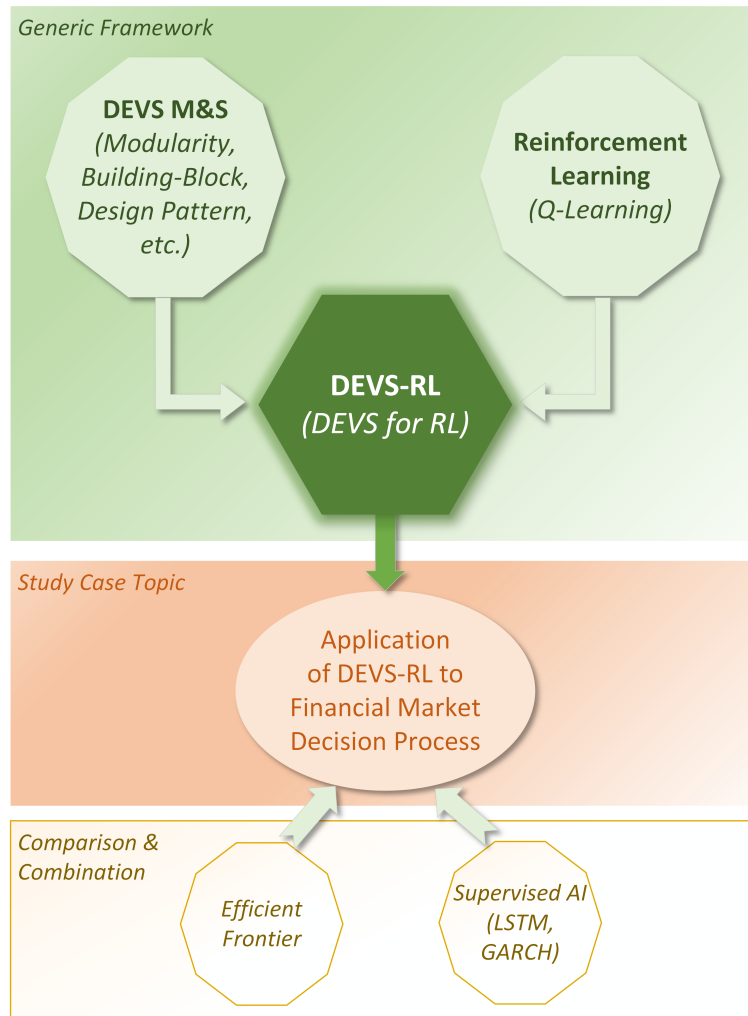 Generic Framework
DEVS M&S
(Modularity,
Building-Block,
Design Pattern,
etc.)
Reinforcement
Learning
(Q-Learning)
DEVS-RL
(DEVS for RL)
Study Case Topic
Application
of DEVS-RL to
Financial Market
Decision Process
Comparison &
Combination
Efficient
Frontier
Supervised AI
(LSTM,
GARCH)